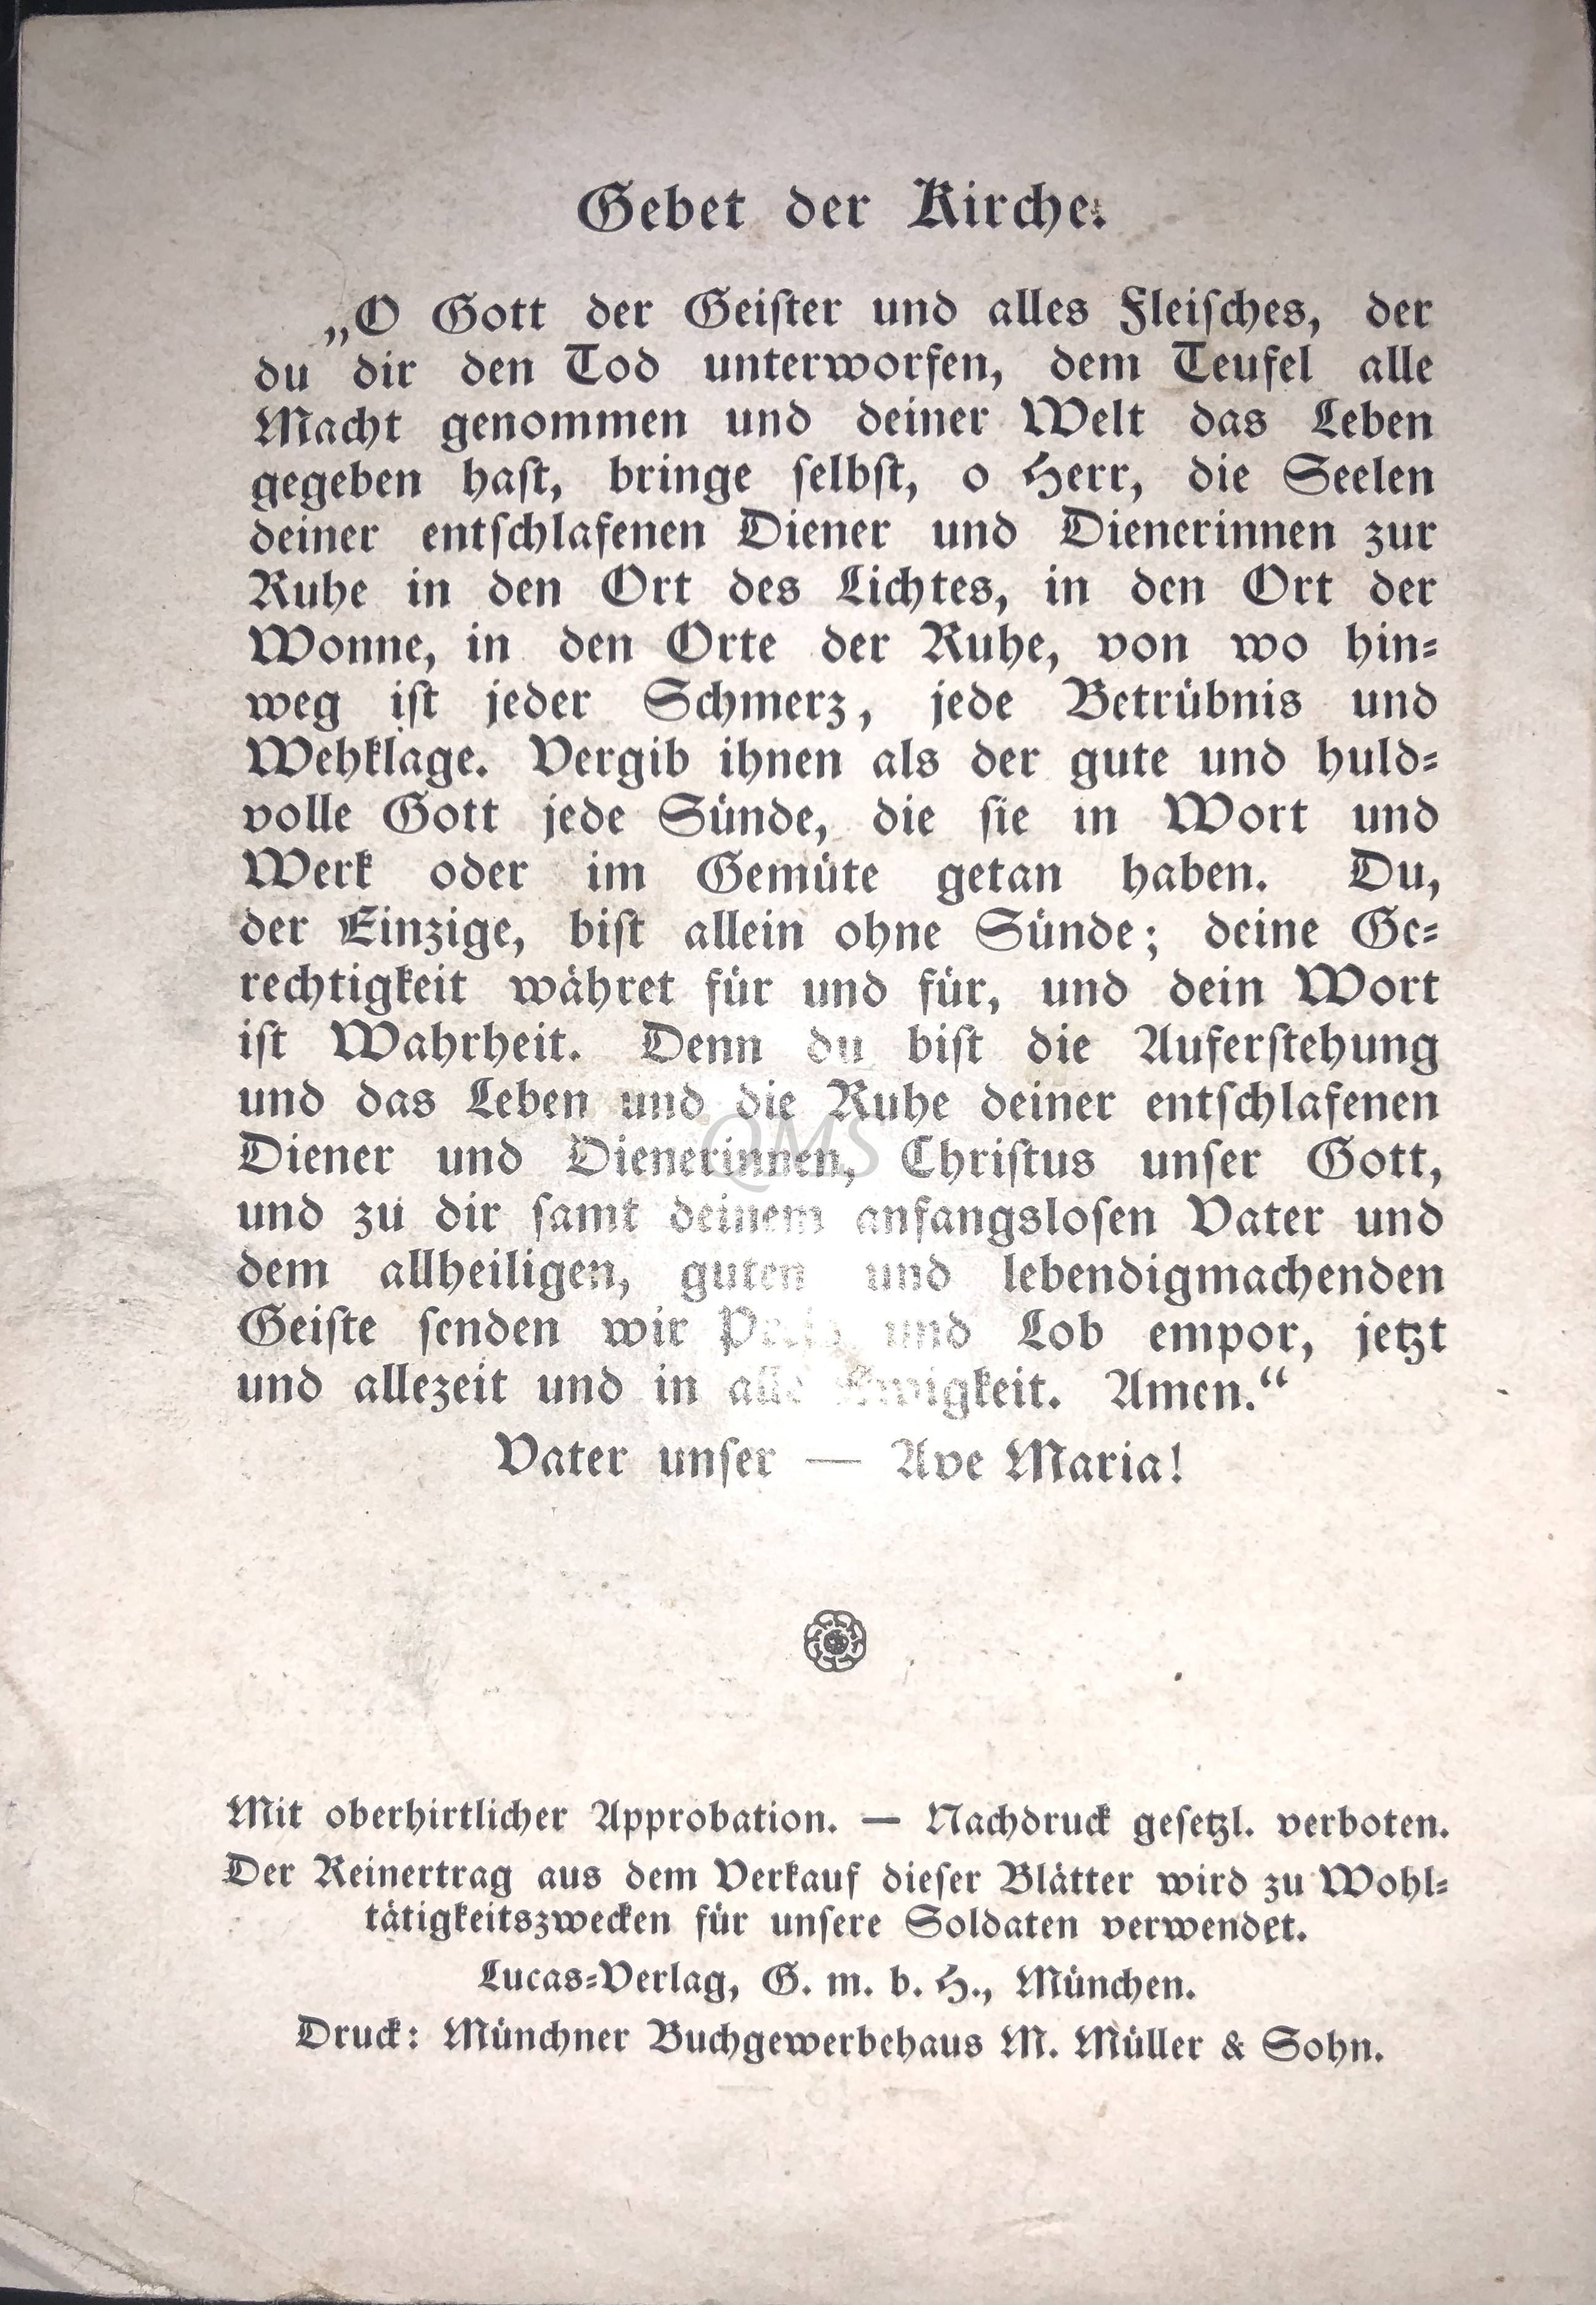 Gebet der Kirche.
„O Gott der Geister und alles Fleisches, der
du dir den Tod unterworfen, dem Teufel alle
Macht genommen und deiner Welt das Leben
gegeben hast, bringe selbst, o Herr, die Seelen
deiner entschlafenen Diener und Dienerinnen zur
Ruhe in den Ort des Lichtes, in den Ort der
Wonne, in den Orte der Ruhe, von wo hin=
weg ist jeder Schmerz, jede Betrübnis und
Wehklage. Vergib ihnen als der gute und huld=
volle Gott jede Sünde, die sie in Wort und
Werk oder im Gemüte getan haben. Du,
der Einzige, bist allein ohne Sünde; deine Ge=
rechtigkeit währet für und für, und dein Wort
ist Wahrheit. Denn du bist die Auferstehung
und das Leben und die Ruhe deiner entschlafenen
Diener und Dienerinnen, Christus unser Gott,
QMS
und zu dir samt deinem anfangslosen Vater und
dem allheiligen, guten und lebendigmachenden
Geiste senden wir Preis und Lob empor, jetzt
und allezeit und in alle Ewigkeit. Amen.“
Vater unser — Ave Maria!
Mit oberhirtlicher Approbation. — Nachdruck gesetzl. verboten.
Der Reinertrag aus dem Verkauf dieser Blätter wird zu Wohl=
tätigkeitszwecken für unsere Soldaten verwendet.
Lucas=Verlag, G. m. b. H., München.
Druck: Münchner Buchgewerbehaus M. Müller & Sohn.